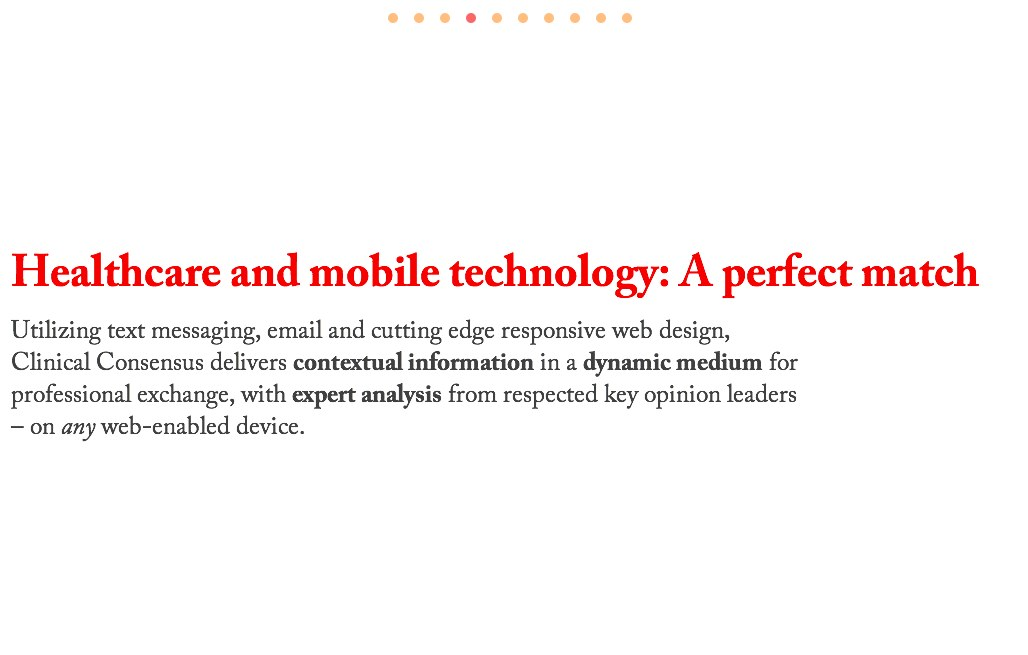 Healthcare and mobile technology: A perfect match
Utilizing text messaging, email and cutting edge responsive web design,
Clinical Consensus delivers contextual information in a dynamic medium for
professional exchange, with expert analysis from respected key opinion leaders
– on any web-enabled device.